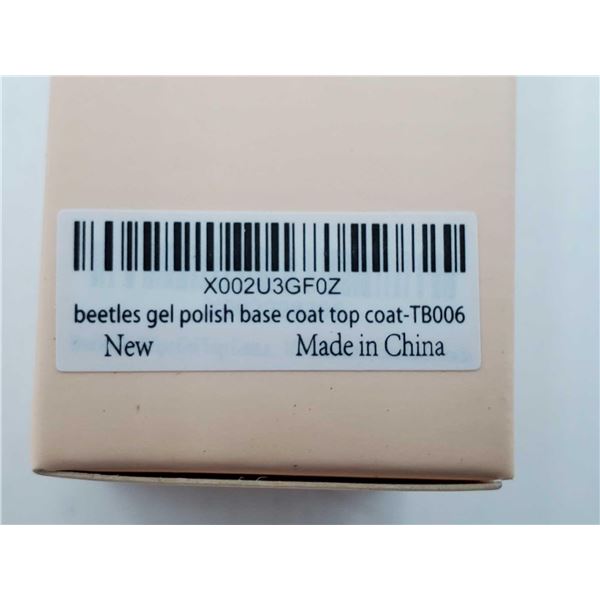 X002U3GF0Z
beetles gel polish base coat top coat-TB006
New Made in China